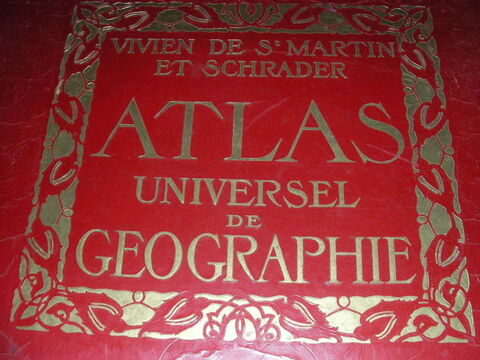 VIVIEN DE St MARTIN
ET SCHRADER
ATLAS
UNIVERSEL
DE
GEOGRAPHIE